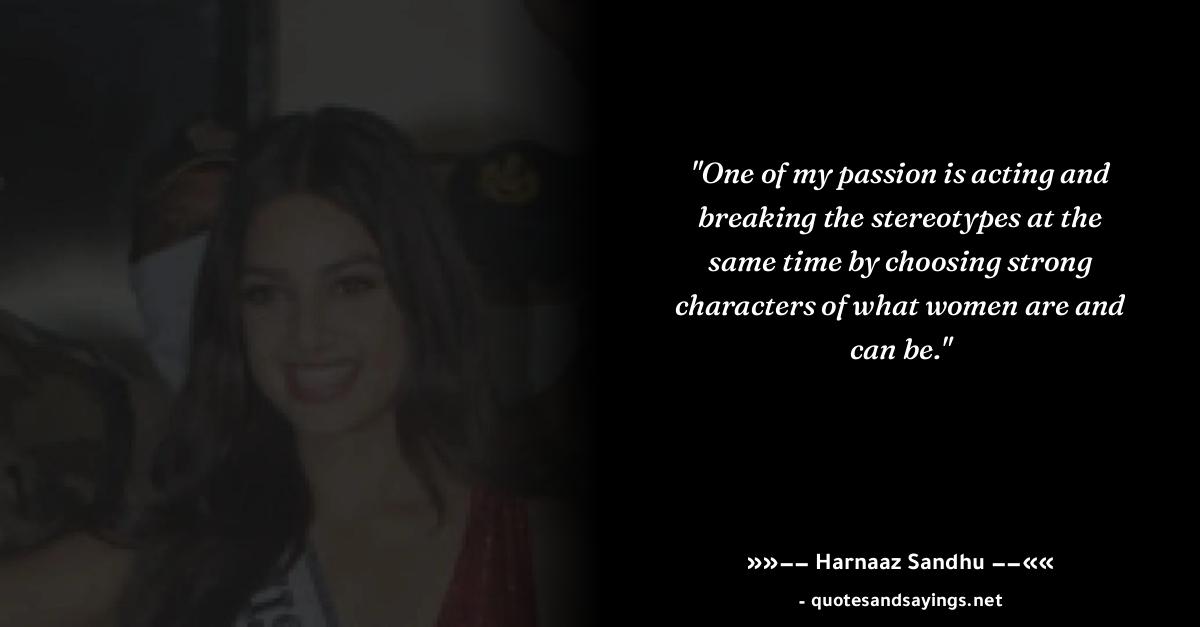 "One of my passion is acting and
breaking the stereotypes at the
same time by choosing strong
characters of what women are and
can be."
»»−− Harnaaz Sandhu −−««
- quotesandsayings.net